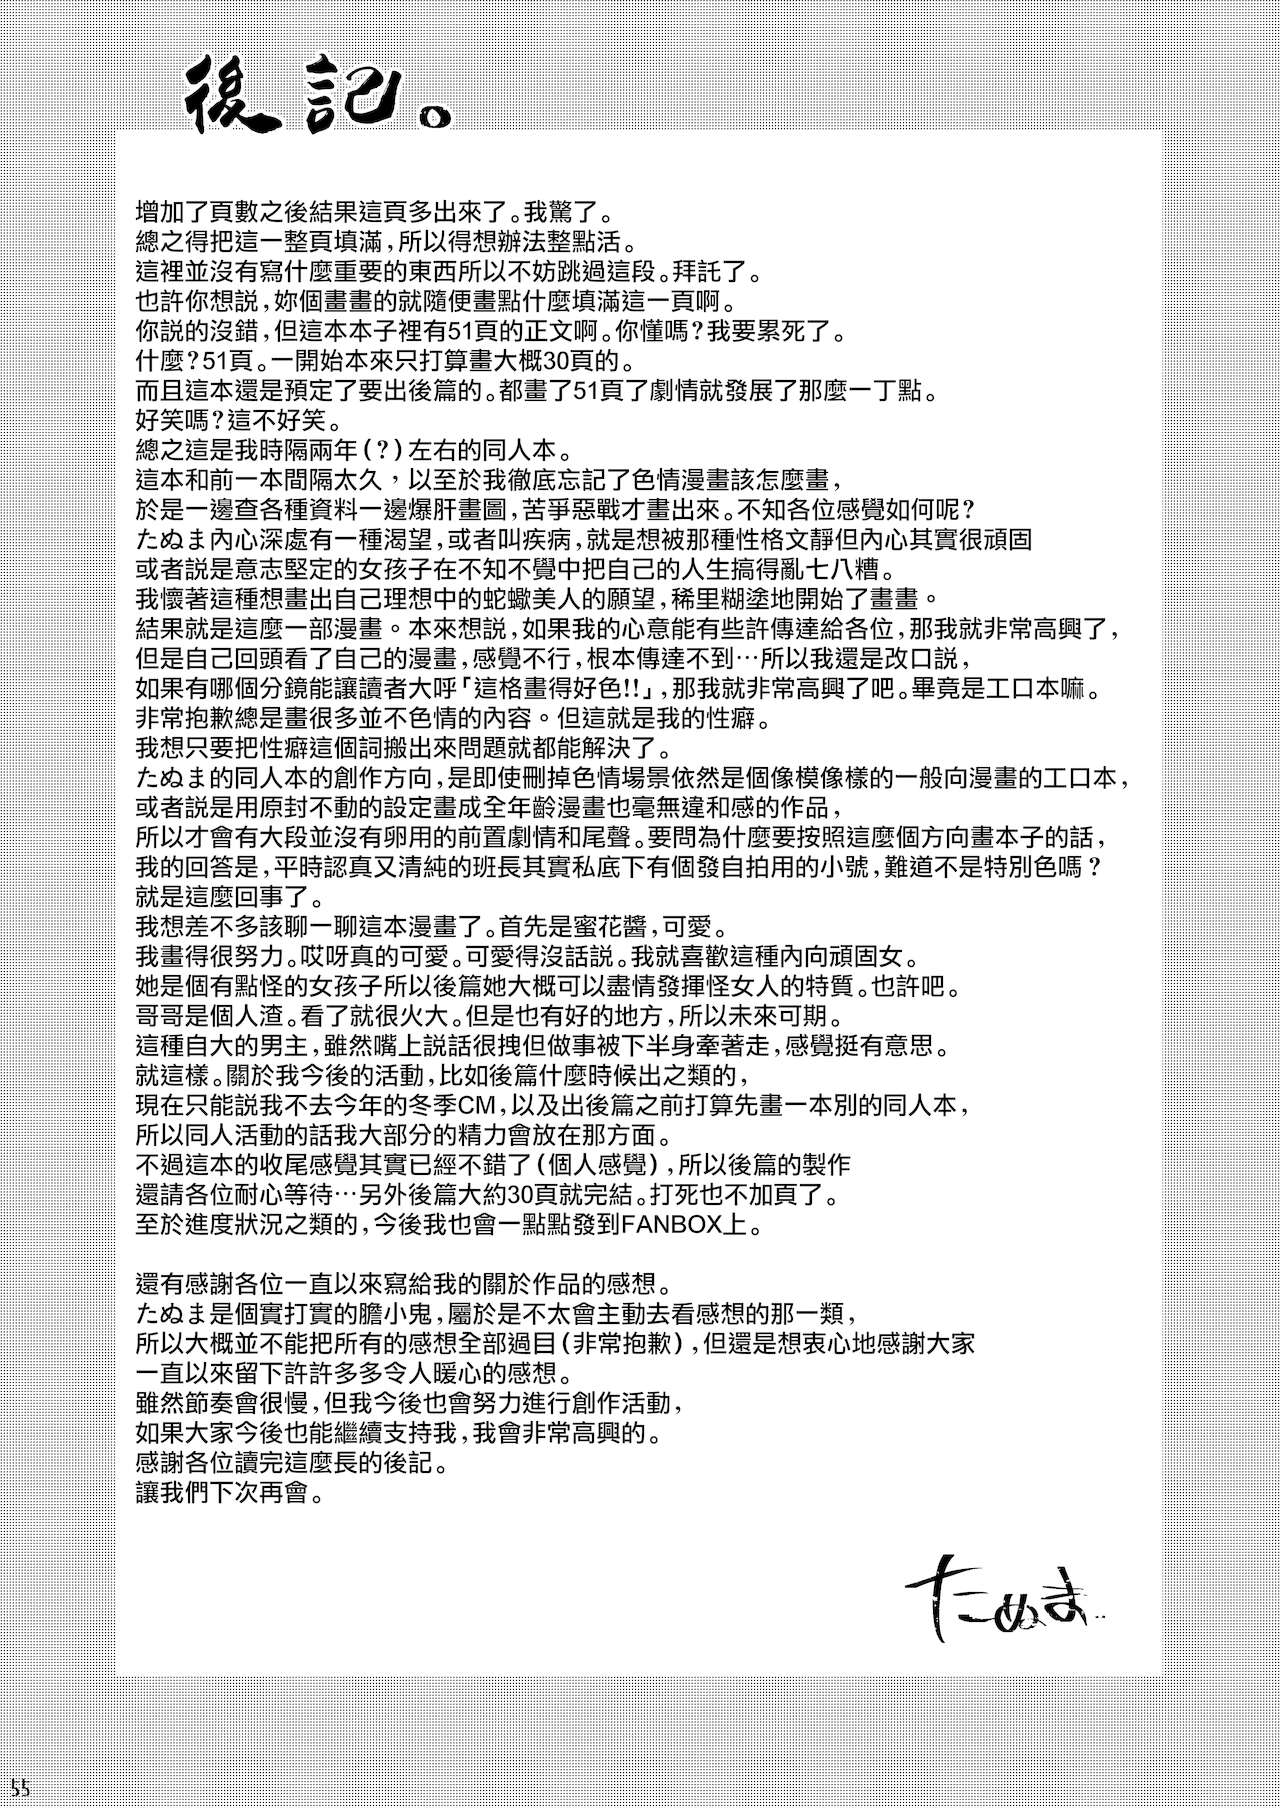 後記。
增加了頁數之後結果這頁多出來了。我驚了。
總之得把這一整頁填滿,所以得想辦法整點活。
這裡並沒有寫什麼重要的東西所以不妨跳過這段。拜託了。
也許你想説,妳個畫畫的就隨便畫點什麼填滿這一頁啊。
你説的沒錯,但這本本子裡有51頁的正文啊。你懂嗎?我要累死了。
什麼?51頁。一開始本來只打算畫大概30頁的。
而且這本還是預定了要出後篇的。都畫了51頁了劇情就發展了那麼一丁點。
好笑嗎?這不好笑。
總之這是我時隔兩年(?)左右的同人本。
這本和前一本間隔太久，以至於我徹底忘記了色情漫畫該怎麼畫,
於是一邊查各種資料一邊爆肝畫圖,苦爭惡戰才畫出來。不知各位感覺如何呢?
たぬま內心深處有一種渴望,或者叫疾病,就是想被那種性格文靜但內心其實很頑固
或者説是意志堅定的女孩子在不知不覺中把自己的人生搞得亂七八糟。
我懷著這種想畫出自己理想中的蛇蠍美人的願望,稀里糊塗地開始了畫畫。
結果就是這麼一部漫畫。本來想説,如果我的心意能有些許傳達給各位,那我就非常高興了,
但是自己回頭看了自己的漫畫,感覺不行,根本傳達不到…所以我還是改口説,
如果有哪個分鏡能讓讀者大呼「這格畫得好色!!」,那我就非常高興了吧。畢竟是工口本嘛。
非常抱歉總是畫很多並不色情的內容。但這就是我的性癖。
我想只要把性癖這個詞搬出來問題就都能解決了。
たぬま的同人本的創作方向,是即使刪掉色情場景依然是個像模像樣的一般向漫畫的工口本,
或者説是用原封不動的設定畫成全年齡漫畫也毫無違和感的作品,
所以才會有大段並沒有卵用的前置劇情和尾聲。要問為什麼要按照這麼個方向畫本子的話,
我的回答是,平時認真又清純的班長其實私底下有個發自拍用的小號,難道不是特別色嗎?
就是這麼回事了。
我想差不多該聊一聊這本漫畫了。首先是蜜花醬,可愛。
我畫得很努力。哎呀真的可愛。可愛得沒話説。我就喜歡這種內向頑固女。
她是個有點怪的女孩子所以後篇她大概可以盡情發揮怪女人的特質。也許吧。
哥哥是個人渣。看了就很火大。但是也有好的地方,所以未來可期。
這種自大的男主,雖然嘴上説話很拽但做事被下半身牽著走,感覺挺有意思。
就這樣。關於我今後的活動,比如後篇什麼時候出之類的,
現在只能説我不去今年的冬季CM,以及出後篇之前打算先畫一本別的同人本,
所以同人活動的話我大部分的精力會放在那方面。
不過這本的收尾感覺其實已經不錯了(個人感覺),所以後篇的製作
還請各位耐心等待…另外後篇大約30頁就完結。打死也不加頁了。
至於進度狀況之類的,今後我也會一點點發到FANBOX上。
還有感謝各位一直以來寫給我的關於作品的感想。
たぬま是個實打實的膽小鬼,屬於是不太會主動去看感想的那一類,
所以大概並不能把所有的感想全部過目(非常抱歉),但還是想衷心地感謝大家
一直以來留下許許多多令人暖心的感想。
雖然節奏會很慢,但我今後也會努力進行創作活動,
如果大家今後也能繼續支持我,我會非常高興的。
感謝各位讀完這麼長的後記。
讓我們下次再會。
たぬま..
55